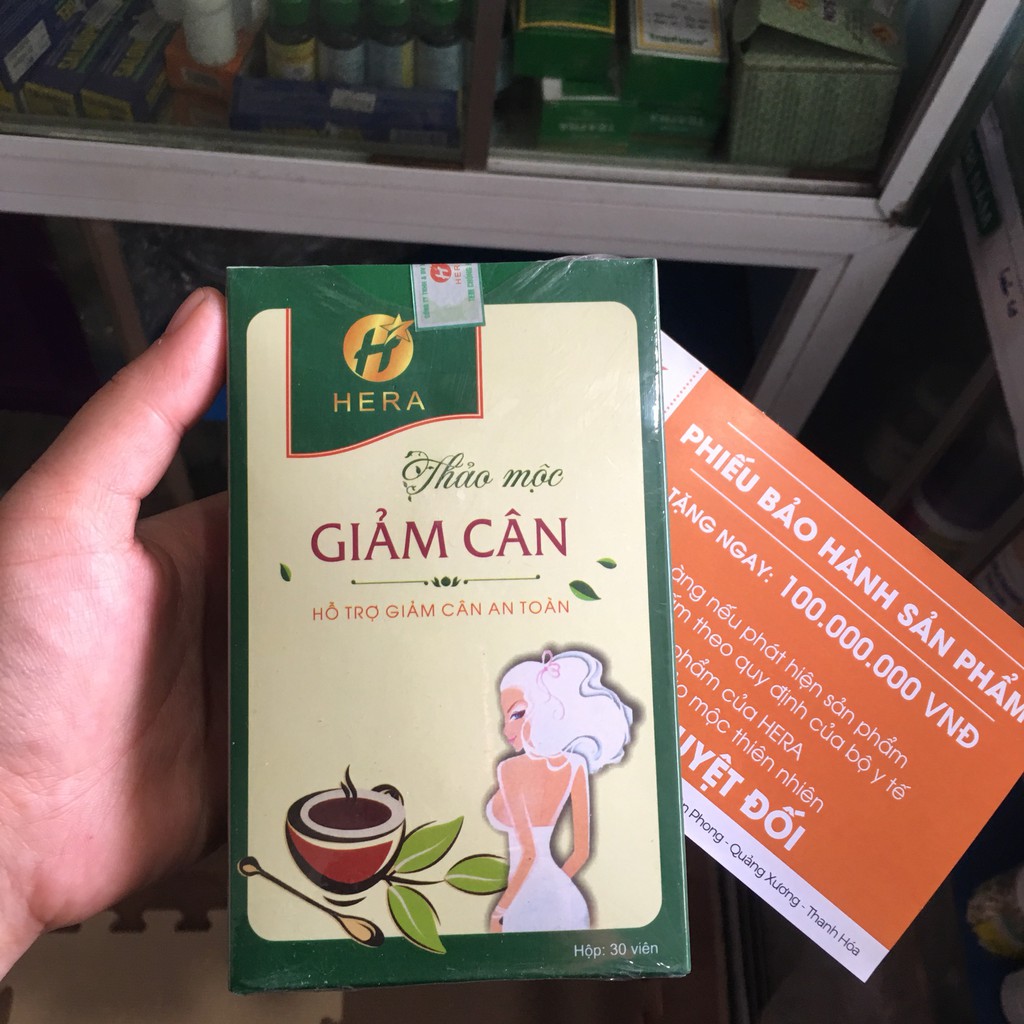 HERA
Thảo mộc
GIẢM CÂN
HỖ TRỢ GIẢM CÂN AN TOÀN
Hộp: 30 viên
PHIẾU BẢO HÀNH SẢN PHẨM
TẶNG NGAY: 100.000.000 VNĐ
nếu phát hiện sản phẩm
theo quy định của bộ y tế
phẩm của HERA
mộc thiên nhiên
ĐỐI
Phong - Quảng Xương - Thanh Hóa